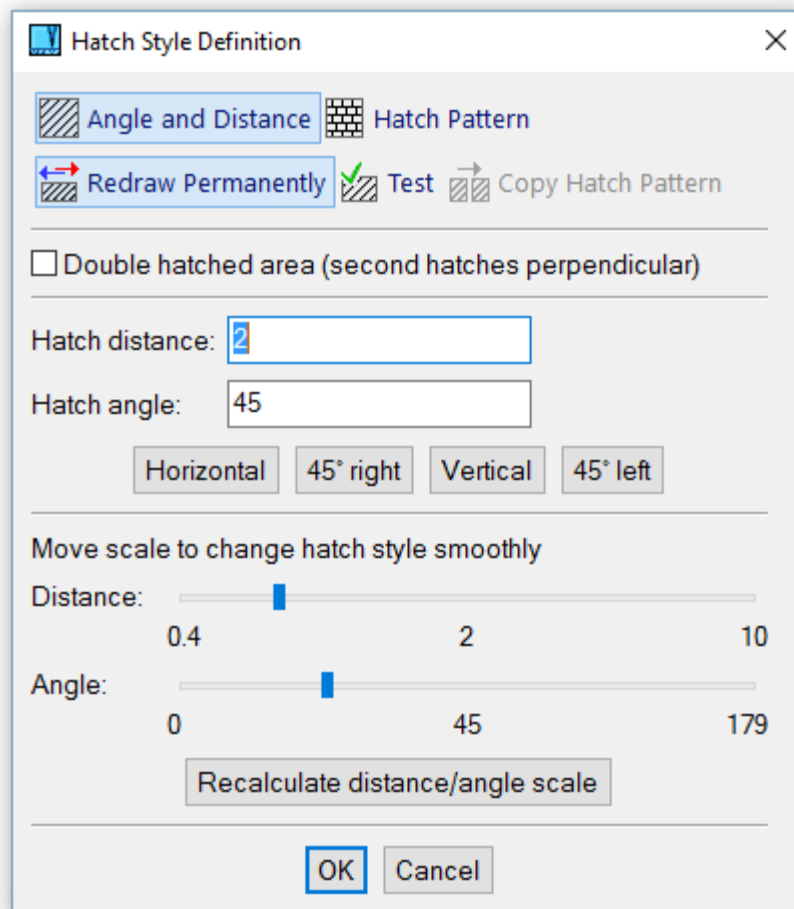 Hatch Style Definition
Angle and Distance Hatch Pattern
Redraw Permanently Test Copy Hatch Pattern
Double hatched area (second hatches perpendicular)
Hatch distance: 2
Hatch angle: 45
Horizontal 45° right Vertical 45° left
Move scale to change hatch style smoothly
Distance:
0.4 2 10
Angle:
0 45 179
Recalculate distance/angle scale
OK Cancel